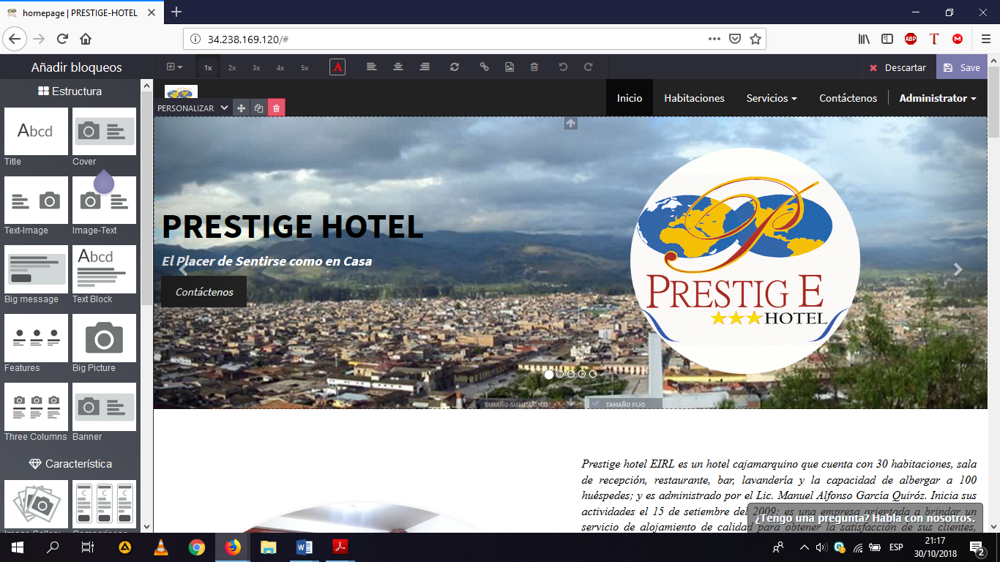 homepage | PRESTIGE-HOTEL
34.238.169.120/#
ABP
T
M
Añadir bloqueos
1x 2x 3x 4x 5x A
Descartar Save
Estructura
Abcd
Title Cover
Text-Image Image-Text
Abcd
Big message Text Block
Features Big Picture
Three Columns Banner
Característica
C C C
Inicio Habitaciones Servicios Contáctenos Administrator
PERSONALIZAR
PRESTIGE HOTEL
El Placer de Sentirse como en Casa
Contáctenos
P
PRESTIG E
HOTEL
TAMAÑO AUTOMÁTICO TAMAÑO FIJO
Prestige hotel EIRL es un hotel cajamarquino que cuenta con 30 habitaciones, sala
de recepción, restaurante, bar, lavandería y la capacidad de albergar a 100
huéspedes; y es administrado por el Lic. Manuel Alfonso García Quiróz. Inicia sus
actividades el 15 de setiembre del 2009; es una empresa orientada a brindar un
servicio de alojamiento de calidad para obtener la satisfacción de sus clientes,
¿Tengo una pregunta? Habla con nosotros.
ESP
21:17
30/10/2018
2